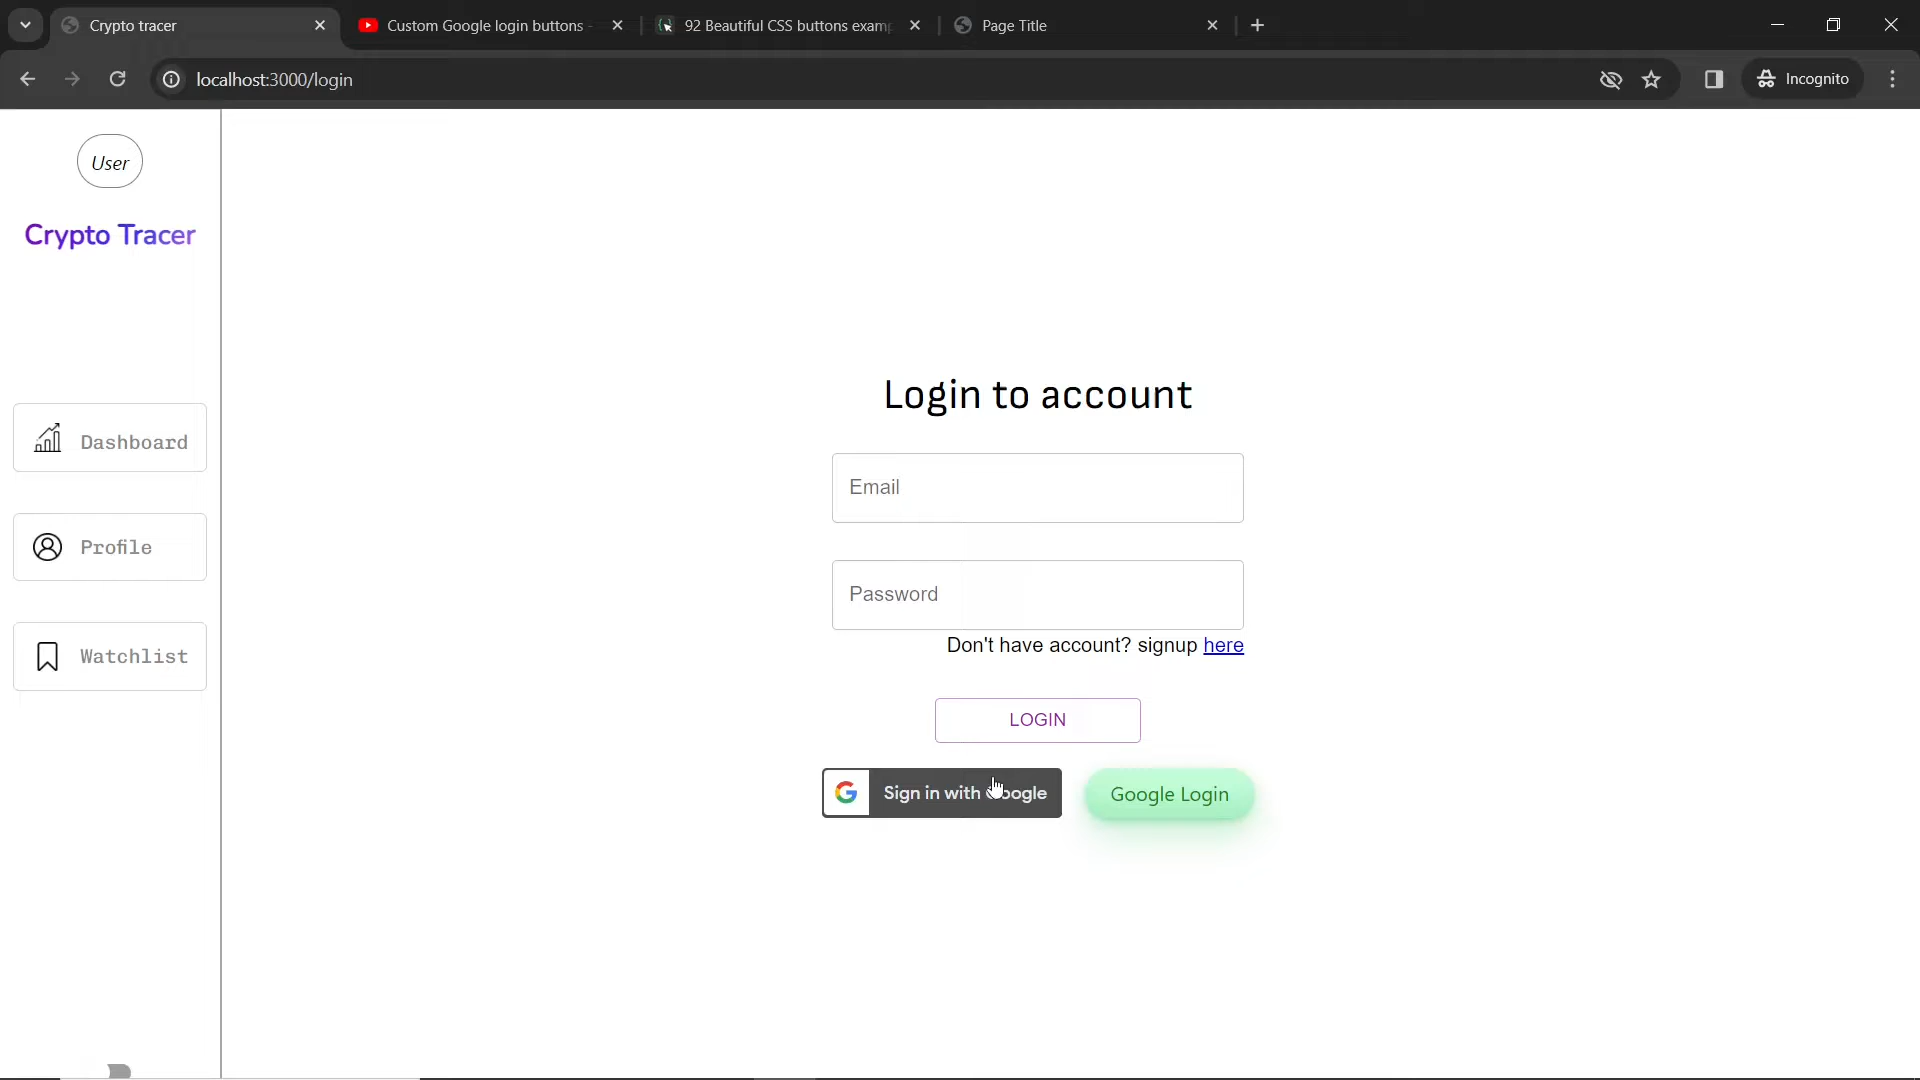 Crypto tracer
Custom Google login buttons -
92 Beautiful CSS buttons exam
Page Title
localhost:3000/login
Incognito
User
Crypto Tracer
Dashboard
Profile
Watchlist
Login to account
Email
Password
Don't have account? signup here
LOGIN
Sign in with Google
Google Login